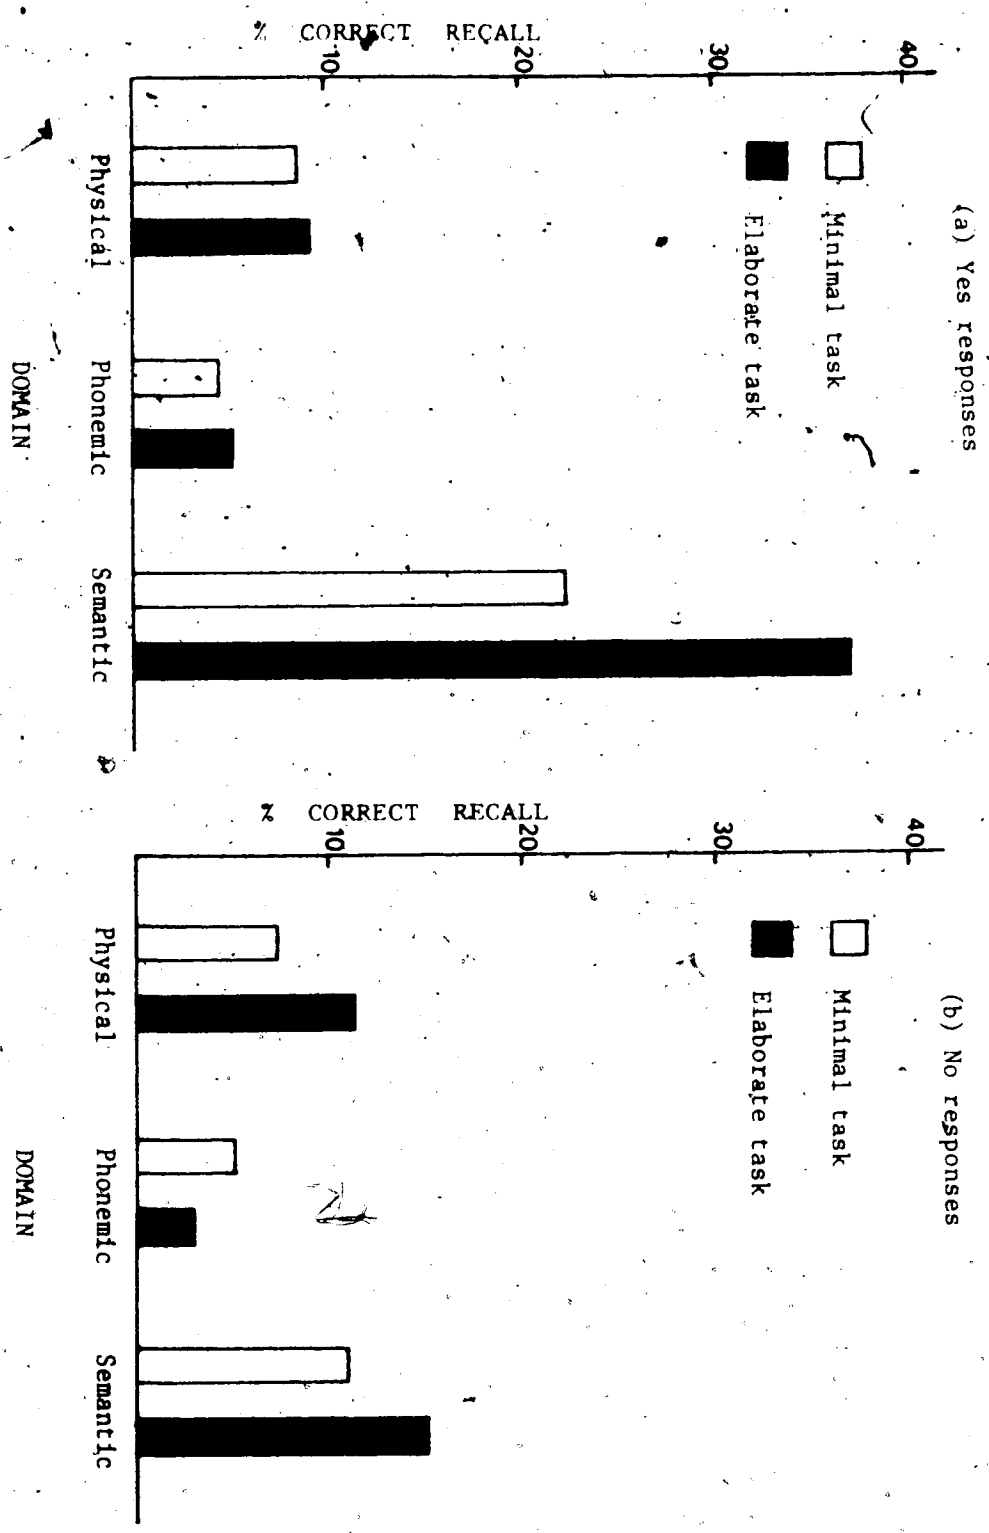 (a) Yes responses
Minimal task
Elaborate task
40
30
20
10
% CORRECT RECALL
Physical Phonemic Semantic
DOMAIN
(b) No responses
Minimal task
Elaborate task
40
30
20
10
% CORRECT RECALL
Physical Phonemic Semantic
DOMAIN